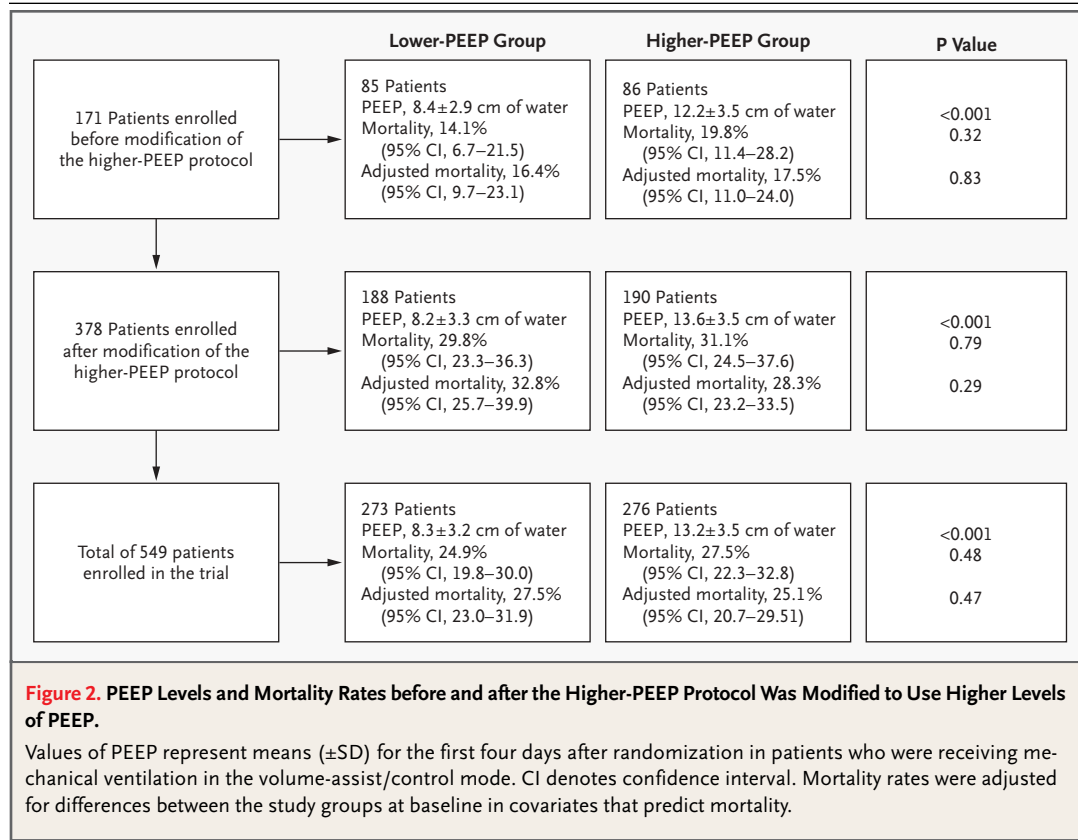 Lower-PEEP Group
Higher-PEEP Group
P Value
171 Patients enrolled
before modification of
the higher-PEEP protocol
85 Patients
PEEP, 8.4±2.9 cm of water
Mortality, 14.1%
(95% CI, 6.7–21.5)
Adjusted mortality, 16.4%
(95% CI, 9.7–23.1)
86 Patients
PEEP, 12.2±3.5 cm of water
Mortality, 19.8%
(95% CI, 11.4–28.2)
Adjusted mortality, 17.5%
(95% CI, 11.0–24.0)
<0.001
0.32
0.83
378 Patients enrolled
after modification of the
higher-PEEP protocol
188 Patients
PEEP, 8.2±3.3 cm of water
Mortality, 29.8%
(95% CI, 23.3–36.3)
Adjusted mortality, 32.8%
(95% CI, 25.7–39.9)
190 Patients
PEEP, 13.6±3.5 cm of water
Mortality, 31.1%
(95% CI, 24.5–37.6)
Adjusted mortality, 28.3%
(95% CI, 23.2–33.5)
<0.001
0.79
0.29
Total of 549 patients
enrolled in the trial
273 Patients
PEEP, 8.3±3.2 cm of water
Mortality, 24.9%
(95% CI, 19.8–30.0)
Adjusted mortality, 27.5%
(95% CI, 23.0–31.9)
276 Patients
PEEP, 13.2±3.5 cm of water
Mortality, 27.5%
(95% CI, 22.3–32.8)
Adjusted mortality, 25.1%
(95% CI, 20.7–29.51)
<0.001
0.48
0.47
Figure 2. PEEP Levels and Mortality Rates before and after the Higher-PEEP Protocol Was Modified to Use Higher Levels
of PEEP.
Values of PEEP represent means (±SD) for the first four days after randomization in patients who were receiving me-
chanical ventilation in the volume-assist/control mode. CI denotes confidence interval. Mortality rates were adjusted
for differences between the study groups at baseline in covariates that predict mortality.